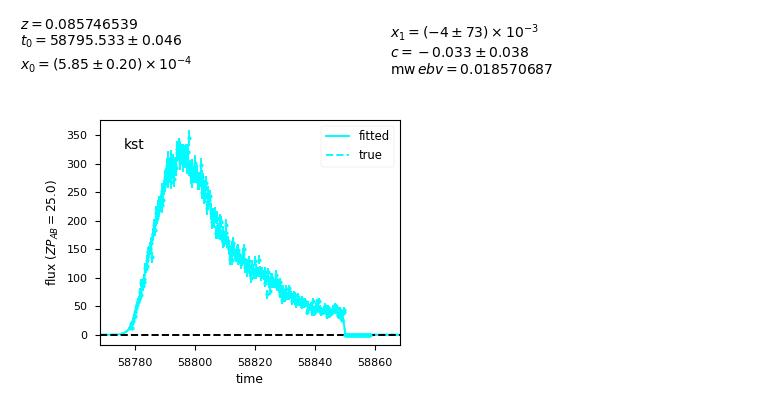 z = 0.085746539
t₀ = 58795.533 ± 0.046
x₀ = (5.85 ± 0.20) × 10⁻⁴
x₁ = (−4 ± 73) × 10⁻³
c = −0.033 ± 0.038
mw ebv = 0.018570687
kst
fitted
true
350
300
250
200
150
100
50
0
flux (ZP_AB = 25.0)
58780 58800 58820 58840 58860
time